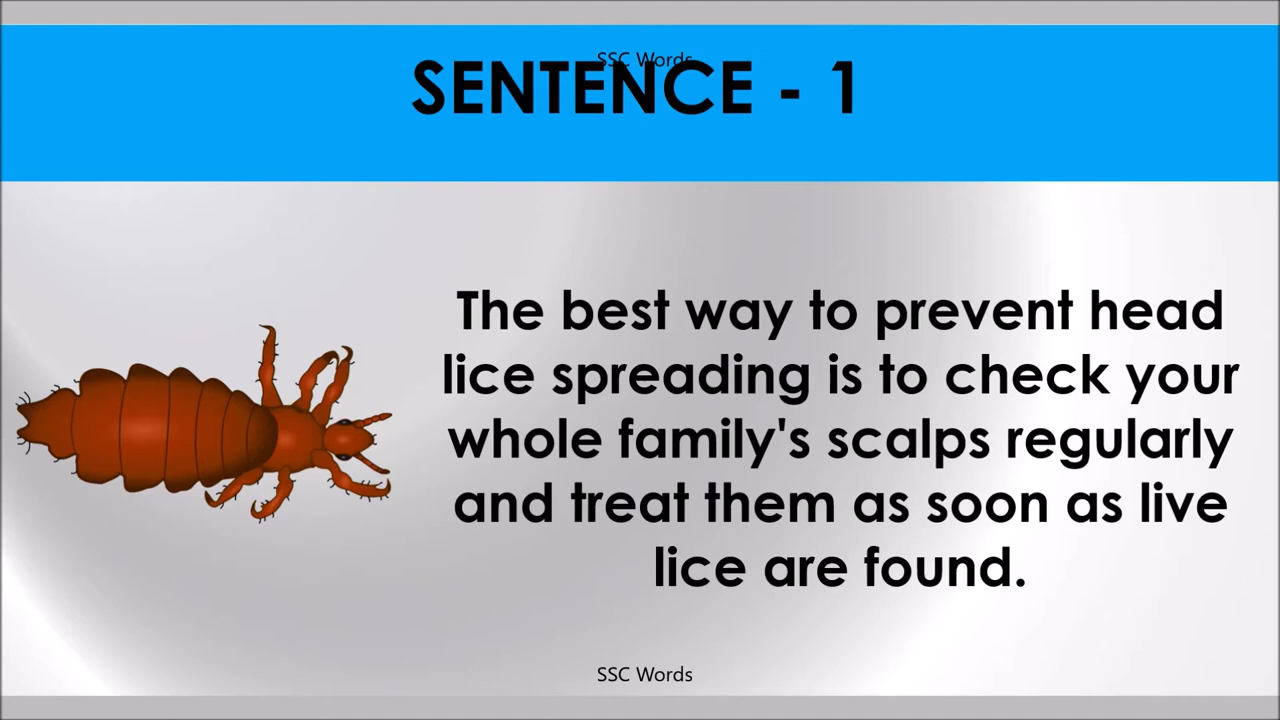 SSC Words
SENTENCE - 1
The best way to prevent head
lice spreading is to check your
whole family's scalps regularly
and treat them as soon as live
lice are found.
SSC Words